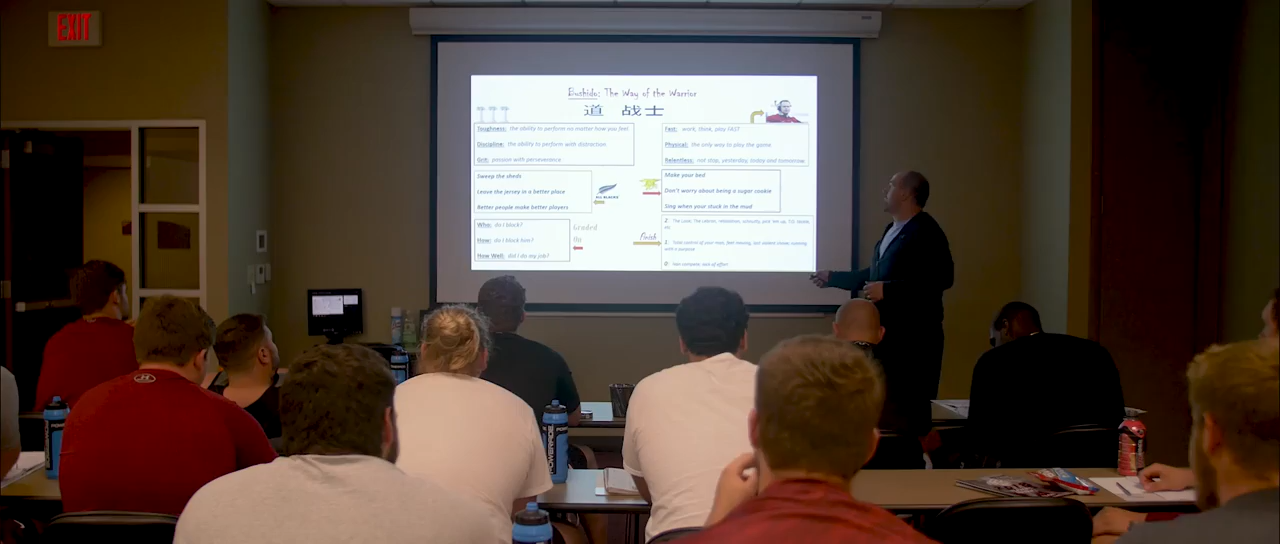 EXIT
Bushido: The Way of the Warrior
道 战士
Toughness: the ability to perform no matter how you feel
Discipline: the ability to perform with distraction
Grit: passion with perseverance
Fast: work, think, play FAST
Physical: the only way to play the game
Relentless: not stop, yesterday, today and tomorrow
Sweep the sheds
Leave the jersey in a better place
Better people make better players
ALL BLACKS
Make your bed
Don't worry about being a sugar cookie
Sing when your stuck in the mud
Who: do I block?
How: do I block him?
How Well: did I do my job?
Graded
On
Finish
2:
1:
0:
POWERADE